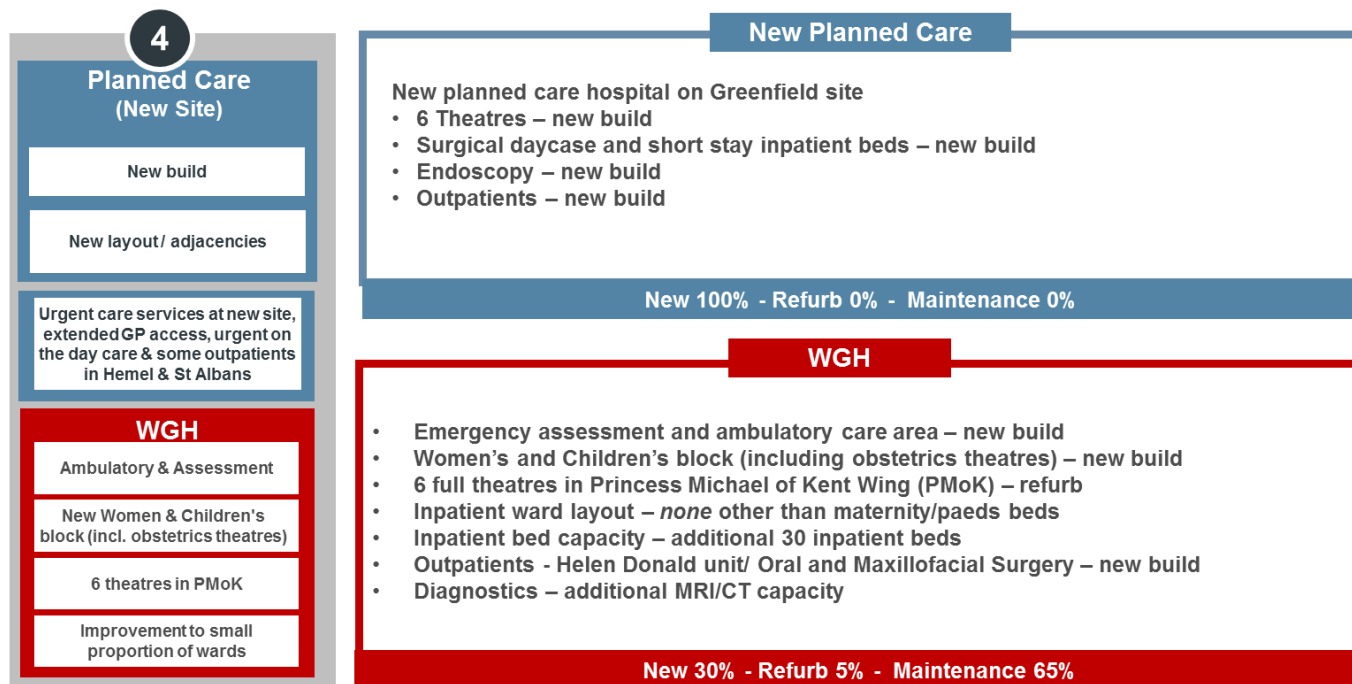 4
Planned Care
(New Site)
New build
New layout / adjacencies
Urgent care services at new site,
extended GP access, urgent on
the day care & some outpatients
in Hemel & St Albans
WGH
Ambulatory & Assessment
New Women & Children's
block (incl. obstetrics theatres)
6 theatres in PMoK
Improvement to small
proportion of wards
New Planned Care
New planned care hospital on Greenfield site
• 6 Theatres – new build
• Surgical daycase and short stay inpatient beds – new build
• Endoscopy – new build
• Outpatients – new build
New 100% - Refurb 0% - Maintenance 0%
WGH
• Emergency assessment and ambulatory care area – new build
• Women’s and Children’s block (including obstetrics theatres) – new build
• 6 full theatres in Princess Michael of Kent Wing (PMoK) – refurb
• Inpatient ward layout – none other than maternity/paeds beds
• Inpatient bed capacity – additional 30 inpatient beds
• Outpatients - Helen Donald unit/ Oral and Maxillofacial Surgery – new build
• Diagnostics – additional MRI/CT capacity
New 30% - Refurb 5% - Maintenance 65%